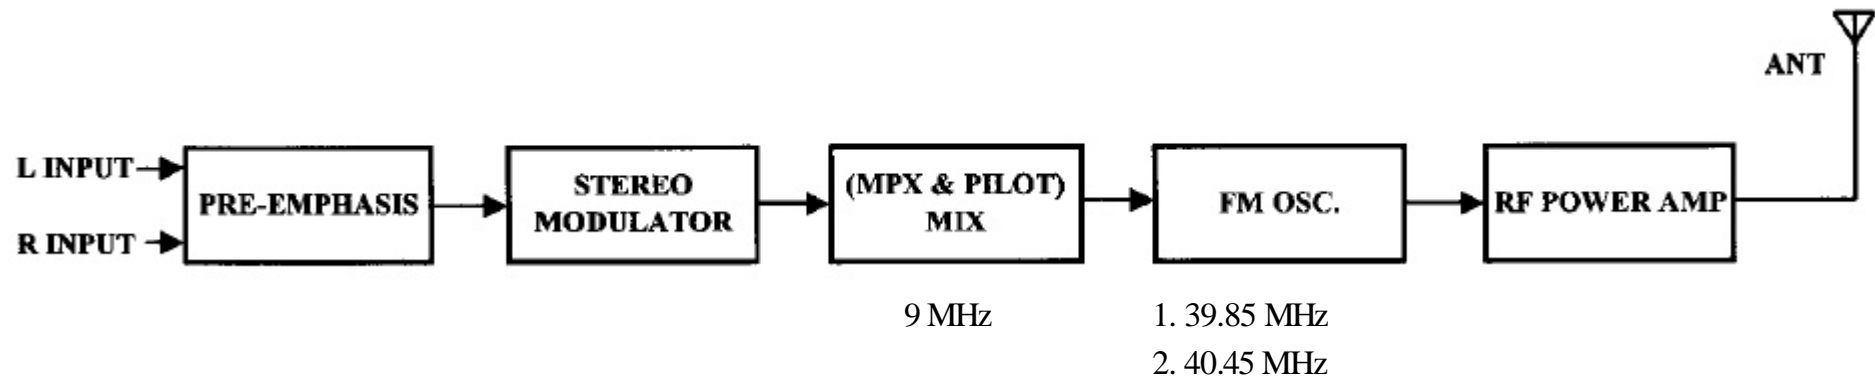 ANT
L INPUT
R INPUT
PRE-EMPHASIS
STEREO
MODULATOR
(MPX & PILOT)
MIX
FM OSC.
RF POWER AMP
9 MHz
1. 39.85 MHz
2. 40.45 MHz